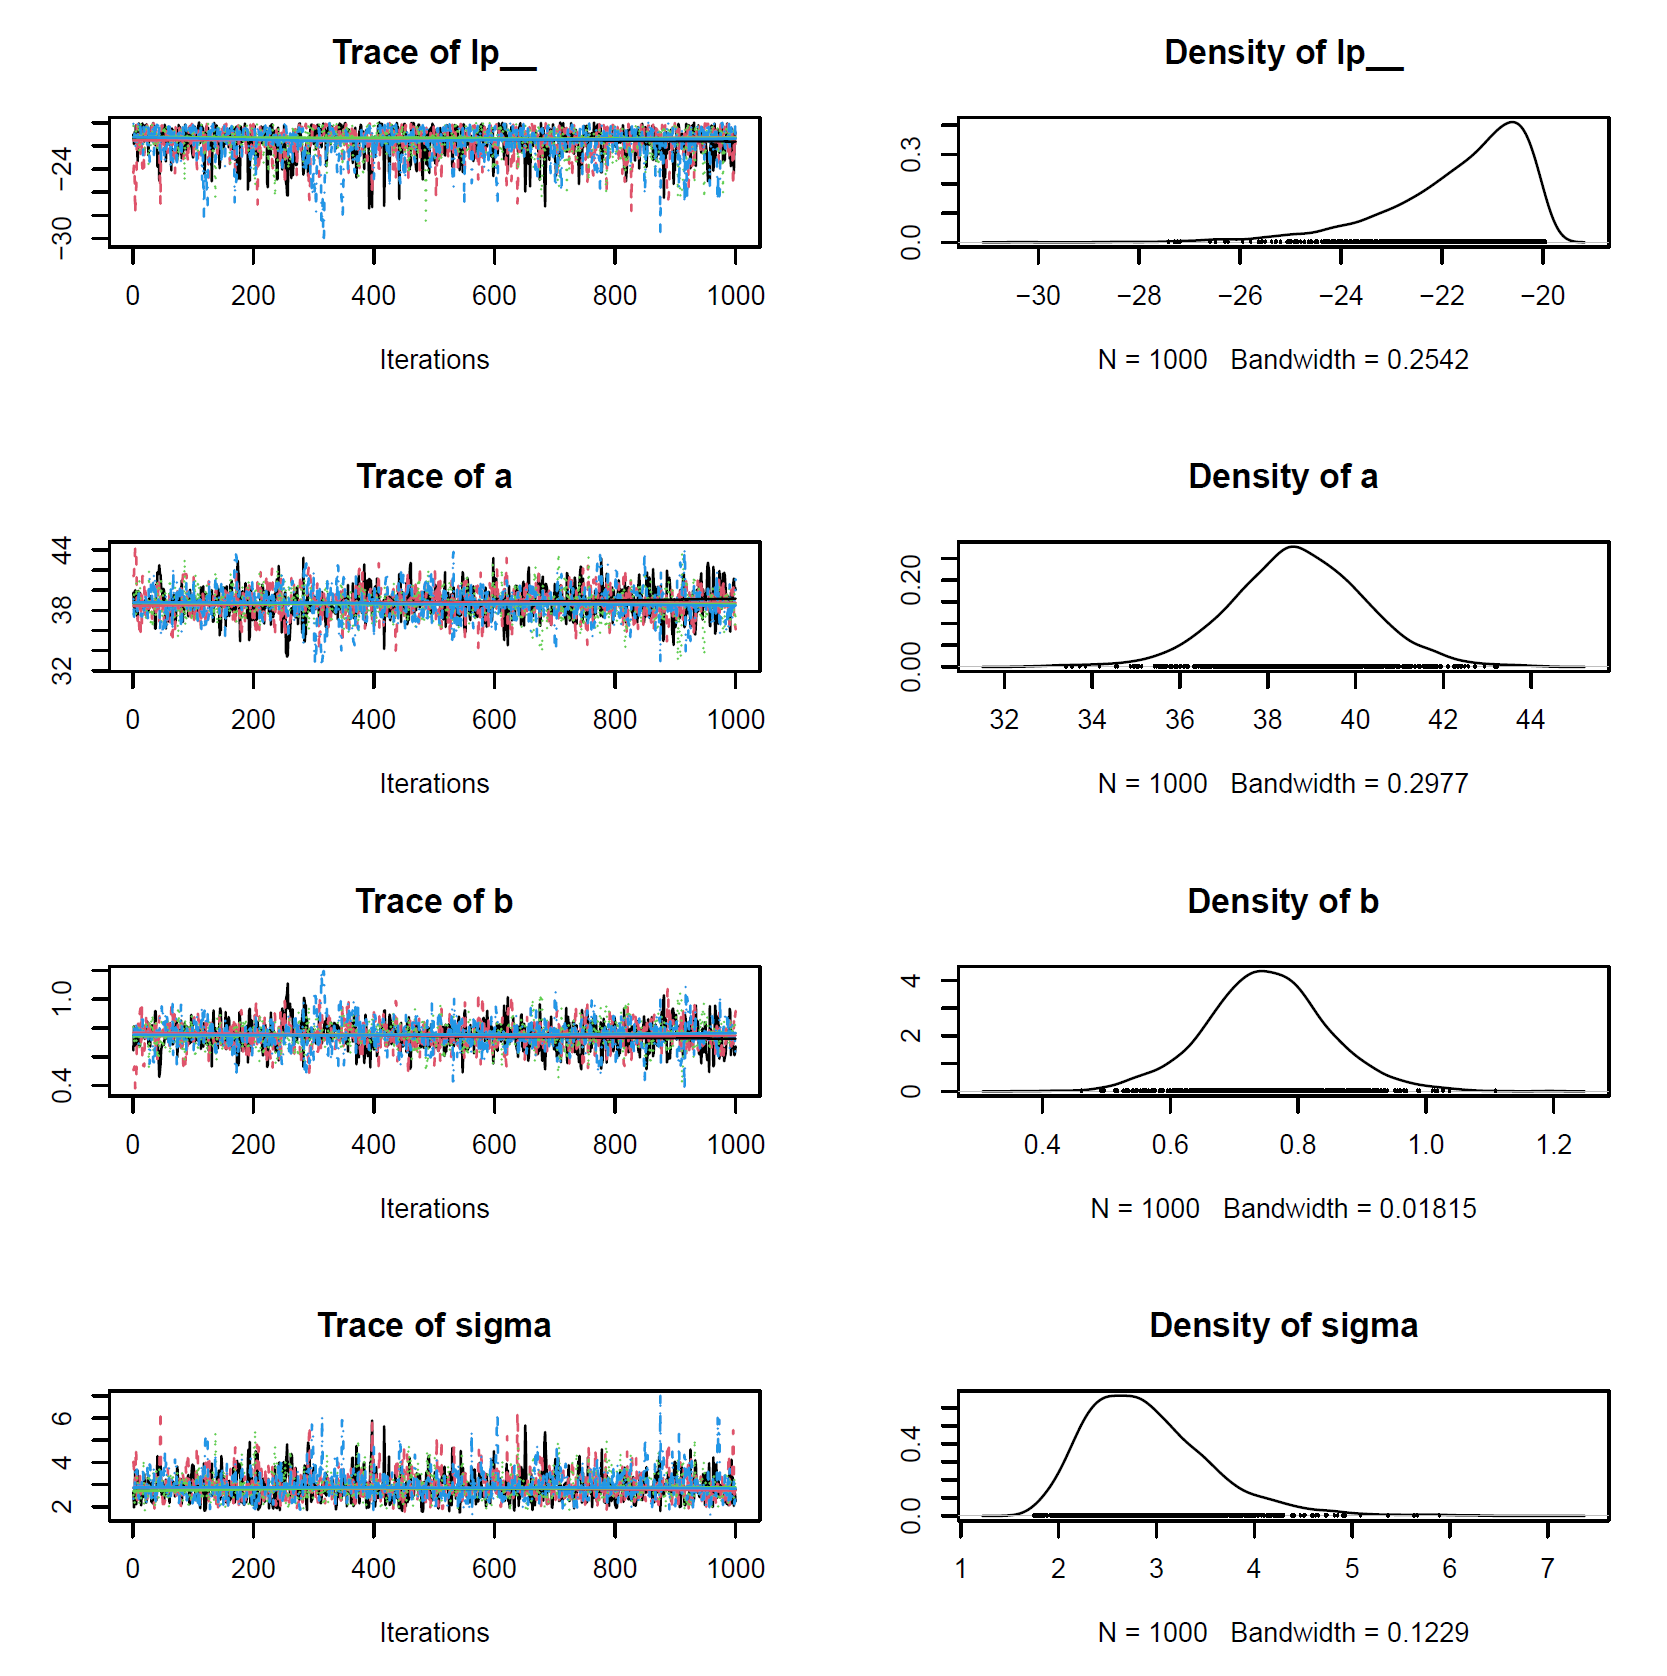 Trace of lp__
−24
−30
0 200 400 600 800 1000
Iterations
Density of lp__
0.3
0.0
−30 −28 −26 −24 −22 −20
N = 1000 Bandwidth = 0.2542
Trace of a
44
38
32
0 200 400 600 800 1000
Iterations
Density of a
0.20
0.00
32 34 36 38 40 42 44
N = 1000 Bandwidth = 0.2977
Trace of b
1.0
0.4
0 200 400 600 800 1000
Iterations
Density of b
4
2
0
0.4 0.6 0.8 1.0 1.2
N = 1000 Bandwidth = 0.01815
Trace of sigma
6
4
2
0 200 400 600 800 1000
Iterations
Density of sigma
0.4
0.0
1 2 3 4 5 6 7
N = 1000 Bandwidth = 0.1229